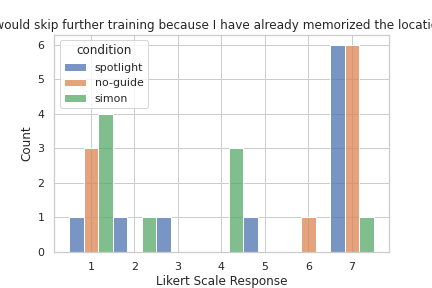 would skip further training because I have already memorized the locati
6
condition
spotlight
5
no-guide
simon
4
Count
3
2
1
0
1 2 3 4 5 6 7
Likert Scale Response